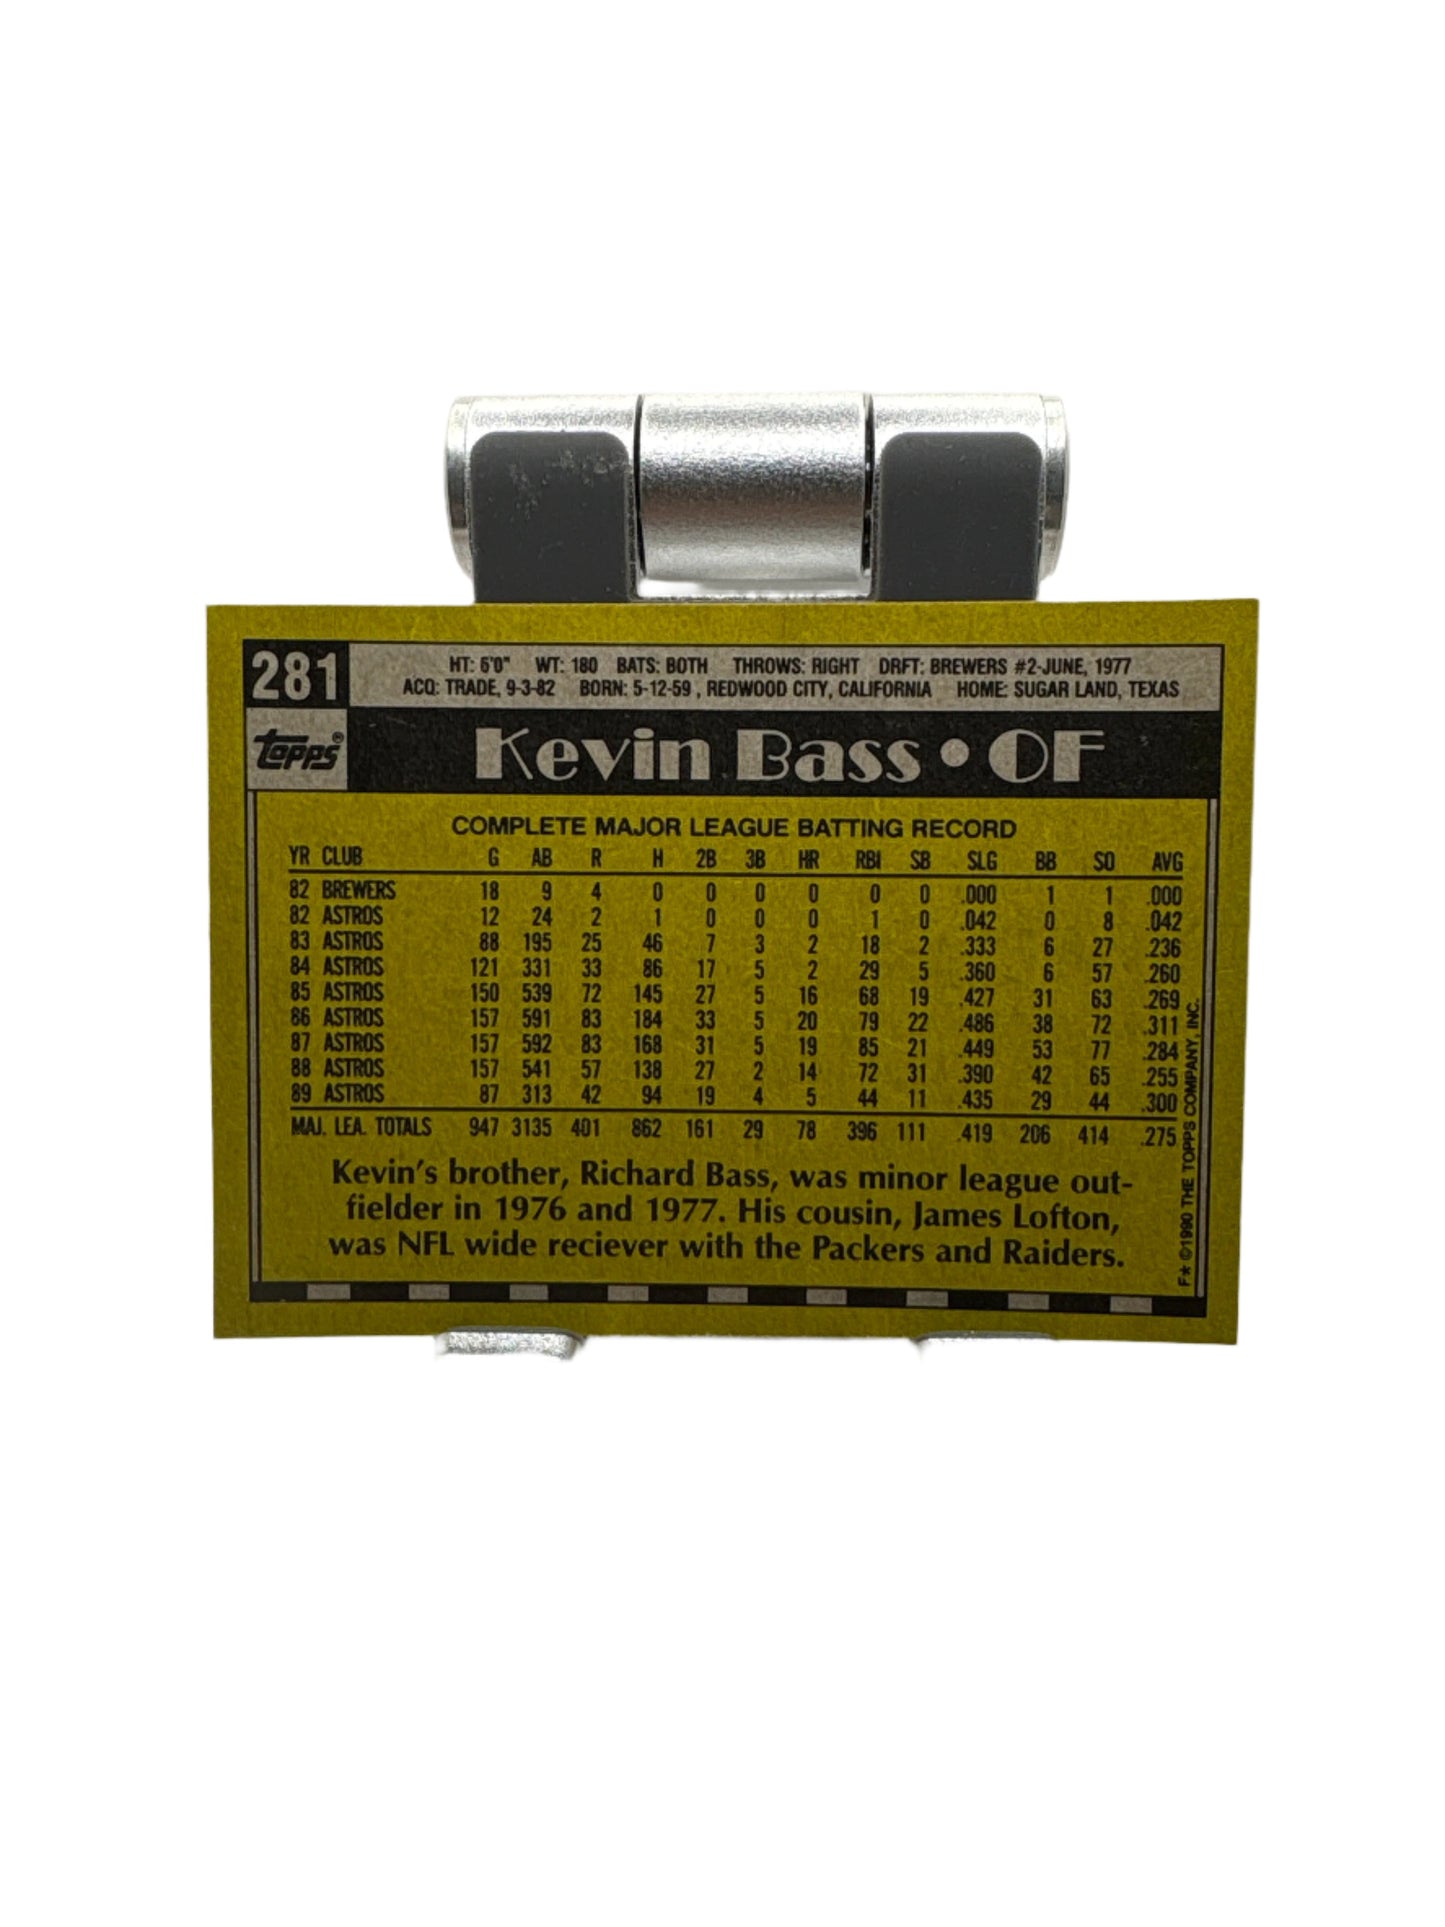 281
HT: 6'0" WT: 180 BATS: BOTH THROWS: RIGHT DRFT: BREWERS #2-JUNE, 1977
ACQ: TRADE, 9-3-82 BORN: 5-12-59 , REDWOOD CITY, CALIFORNIA HOME: SUGAR LAND, TEXAS
Topps®
Kevin Bass • OF
COMPLETE MAJOR LEAGUE BATTING RECORD
YR CLUB G AB R H 2B 3B HR RBI SB SLG BB SO AVG
82 BREWERS 18 9 4 0 0 0 0 0 0 .000 1 1 .000
82 ASTROS 12 24 2 1 0 0 0 1 0 .042 0 8 .042
83 ASTROS 88 195 25 46 7 3 2 18 2 .333 6 27 .236
84 ASTROS 121 331 33 86 17 5 2 29 5 .360 6 57 .260
85 ASTROS 150 539 72 145 27 5 16 68 19 .427 31 63 .269
86 ASTROS 157 591 83 184 33 5 20 79 22 .486 38 72 .311
87 ASTROS 157 592 83 168 31 5 19 85 21 .449 53 77 .284
88 ASTROS 157 541 57 138 27 2 14 72 31 .390 42 65 .255
89 ASTROS 87 313 42 94 19 4 5 44 11 .435 29 44 .300
MAJ. LEA. TOTALS 947 3135 401 862 161 29 78 396 111 .419 206 414 .275
Kevin's brother, Richard Bass, was minor league out-
fielder in 1976 and 1977. His cousin, James Lofton,
was NFL wide reciever with the Packers and Raiders.
F★ ©1990 THE TOPPS COMPANY, INC.